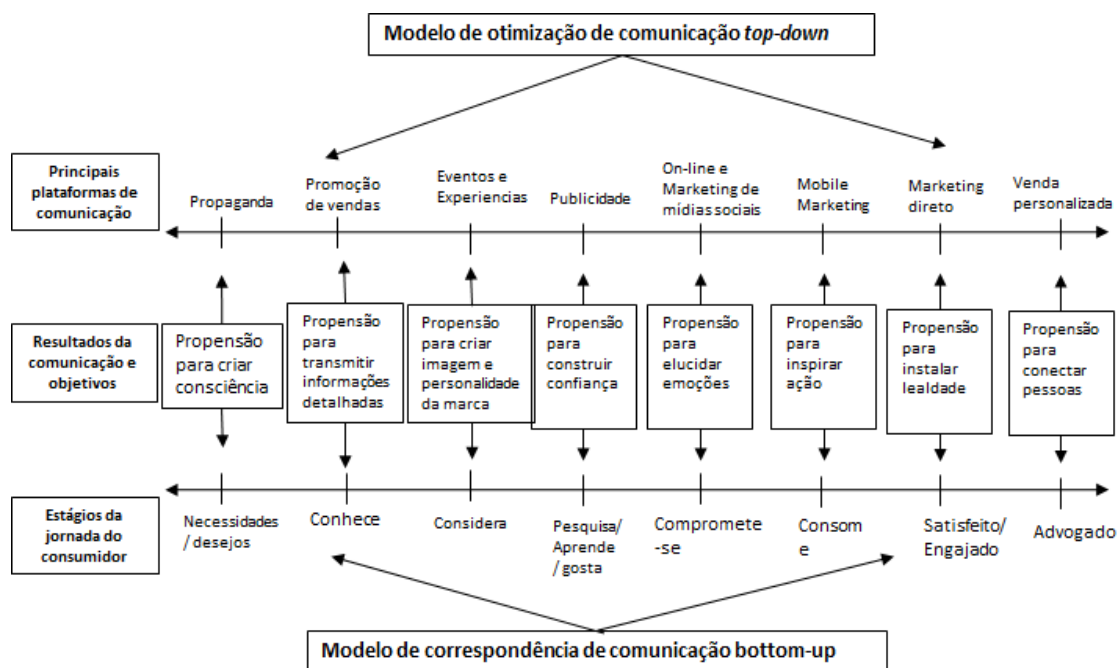 Modelo de otimização de comunicação top-down
Principais
plataformas de
comunicação
Propaganda
Promoção
de vendas
Eventos e
Experiencias
Publicidade
On-line e
Marketing de
mídias sociais
Mobile
Marketing
Marketing
direto
Venda
personalizada
Resultados da
comunicação e
objetivos
Propensão
para criar
consciência
Propensão
para
transmitir
informações
detalhadas
Propensão
para criar
imagem e
personalidade
da marca
Propensão
para
construir
confiança
Propensão
para
elucidar
emoções
Propensão
para
inspirar
ação
Propensão
para
instalar
lealdade
Propensão
para
conectar
pessoas
Estágios da
jornada do
consumidor
Necessidades
/ desejos
Conhece
Considera
Pesquisa/
Aprende
/ gosta
Compromete
-se
Consom
e
Satisfeito/
Engajado
Advogado
Modelo de correspondência de comunicação bottom-up